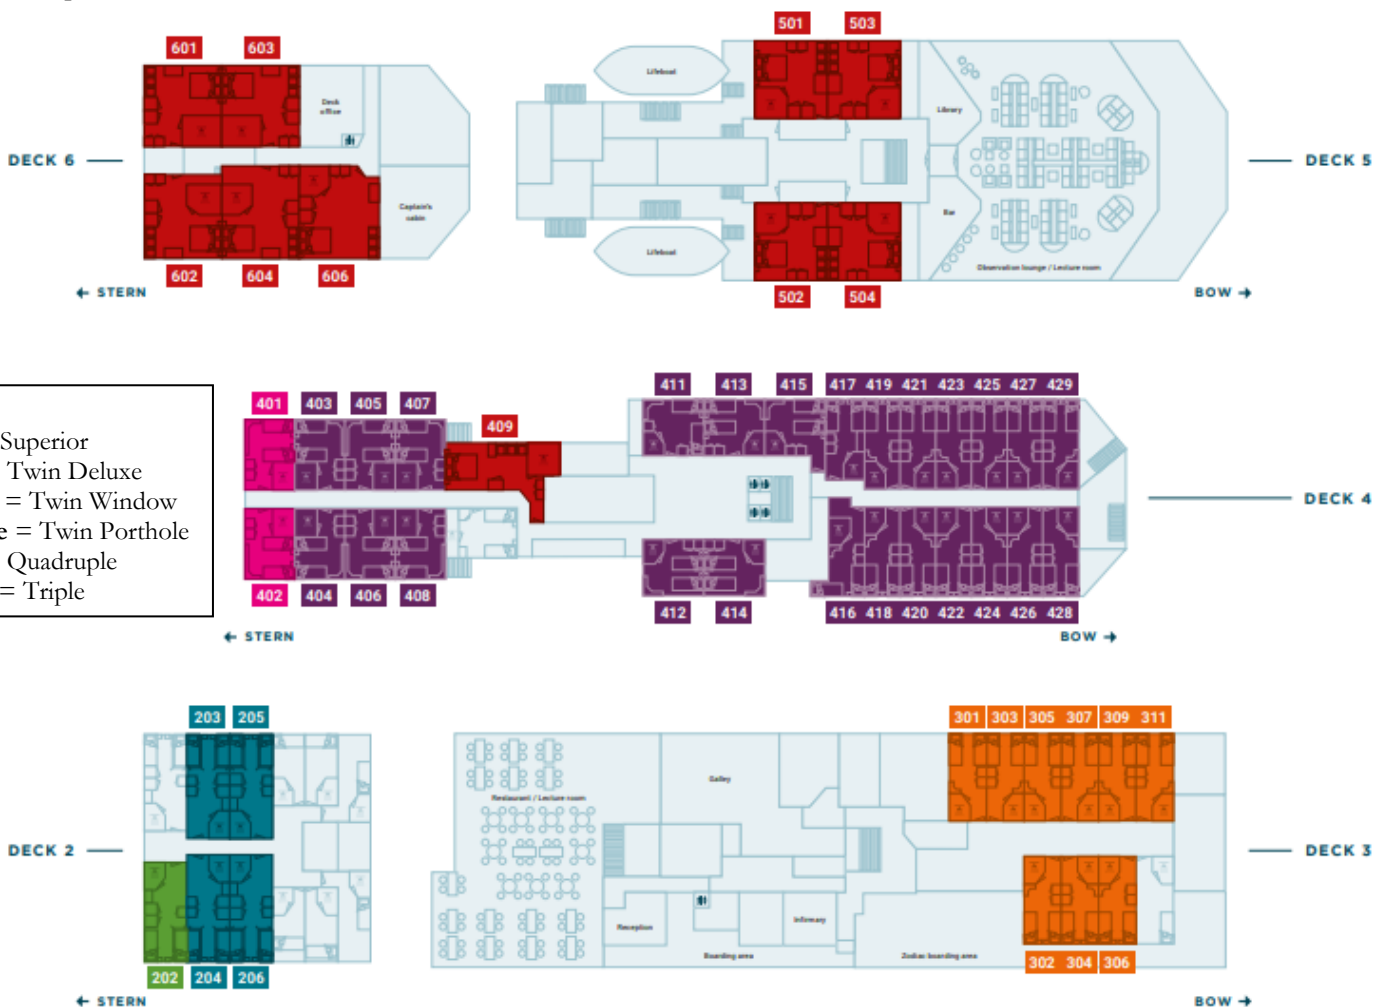 601 603
Deck
office
DECK 6
Captain's
cabin
602 604 606
← STERN
501 503
Lifeboat
Library
DECK 5
Bar
Lifeboat
Observation lounge / Lecture room
502 504
BOW →
Superior
Twin Deluxe
= Twin Window
e = Twin Porthole
Quadruple
= Triple
401 403 405 407
409
411 413 415 417 419 421 423 425 427 429
DECK 4
402 404 406 408
412 414 416 418 420 422 424 426 428
← STERN
BOW →
203 205
DECK 2
202 204 206
← STERN
301 303 305 307 309 311
Galley
Restaurant / Lecture room
DECK 3
Reception
Infirmary
Boarding area
Zodiac boarding area
302 304 306
BOW →